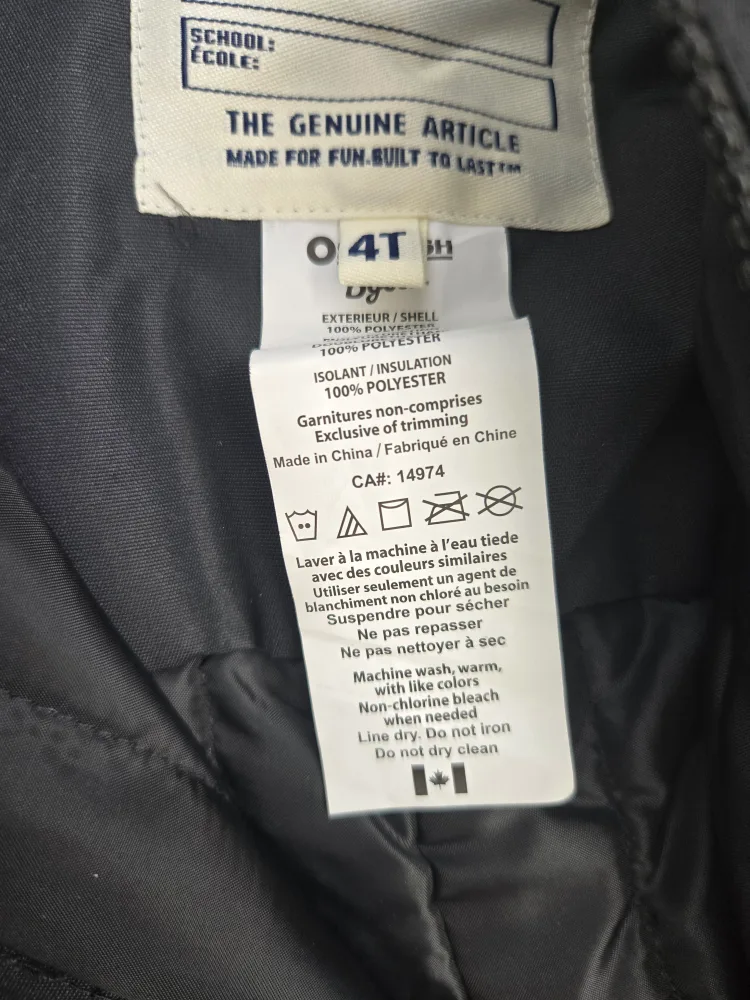 SCHOOL:
ÉCOLE:
THE GENUINE ARTICLE
MADE FOR FUN. BUILT TO LAST™
4T
EXTERIEUR / SHELL
100% POLYESTER
100% POLYESTER
ISOLANT / INSULATION
100% POLYESTER
Garnitures non-comprises
Exclusive of trimming
Made in China / Fabriqué en Chine
CA#: 14974
Laver à la machine à l'eau tiede
avec des couleurs similaires
Utiliser seulement un agent de
blanchiment non chloré au besoin
Suspendre pour sécher
Ne pas repasser
Ne pas nettoyer à sec
Machine wash, warm,
with like colors
Non-chlorine bleach
when needed
Line dry. Do not iron
Do not dry clean